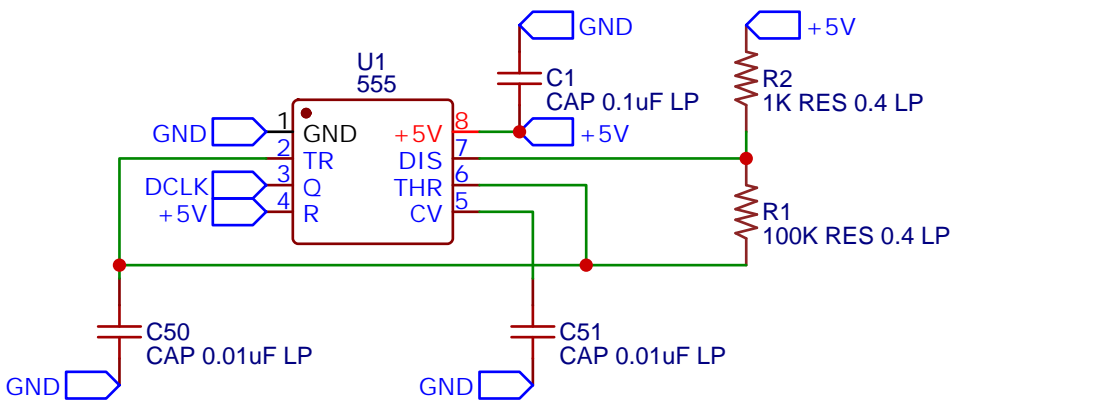 GND
+5V
U1
555
C1
CAP 0.1uF LP
R2
1K RES 0.4 LP
GND
1
GND
+5V
8
+5V
2
TR
DIS
7
DCLK
3
Q
THR
6
+5V
4
R
CV
5
R1
100K RES 0.4 LP
C50
CAP 0.01uF LP
GND
C51
CAP 0.01uF LP
GND